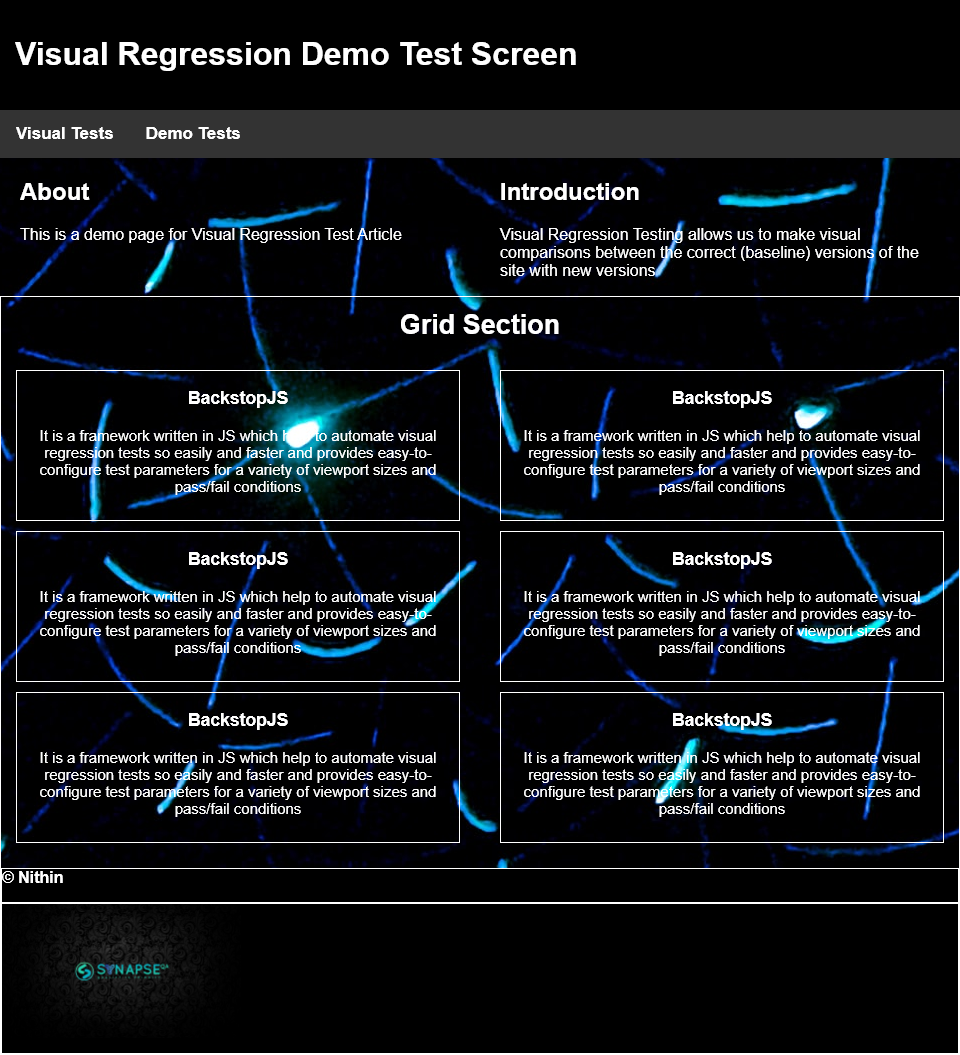 Visual Regression Demo Test Screen
Visual Tests Demo Tests
About
This is a demo page for Visual Regression Test Article
Introduction
Visual Regression Testing allows us to make visual
comparisons between the correct (baseline) versions of the
site with new versions
Grid Section
BackstopJS
It is a framework written in JS which help to automate visual
regression tests so easily and faster and provides easy-to-
configure test parameters for a variety of viewport sizes and
pass/fail conditions
BackstopJS
It is a framework written in JS which help to automate visual
regression tests so easily and faster and provides easy-to-
configure test parameters for a variety of viewport sizes and
pass/fail conditions
BackstopJS
It is a framework written in JS which help to automate visual
regression tests so easily and faster and provides easy-to-
configure test parameters for a variety of viewport sizes and
pass/fail conditions
BackstopJS
It is a framework written in JS which help to automate visual
regression tests so easily and faster and provides easy-to-
configure test parameters for a variety of viewport sizes and
pass/fail conditions
BackstopJS
It is a framework written in JS which help to automate visual
regression tests so easily and faster and provides easy-to-
configure test parameters for a variety of viewport sizes and
pass/fail conditions
BackstopJS
It is a framework written in JS which help to automate visual
regression tests so easily and faster and provides easy-to-
configure test parameters for a variety of viewport sizes and
pass/fail conditions
© Nithin
SYNAPSE